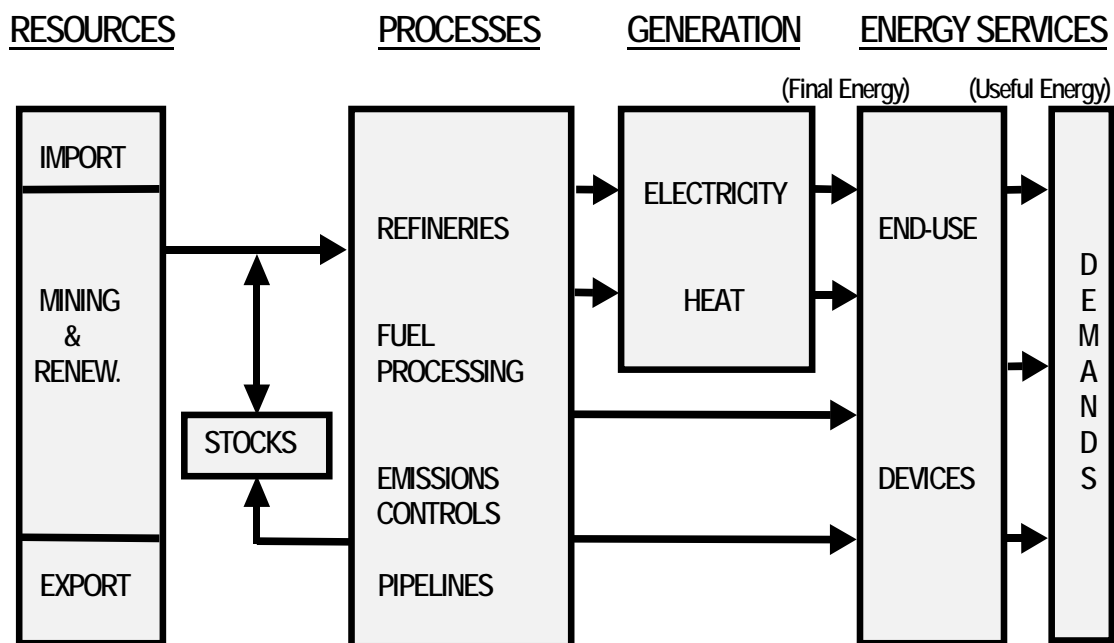 RESOURCES
PROCESSES
GENERATION
ENERGY SERVICES
(Final Energy)
(Useful Energy)
IMPORT
MINING
&
RENEW.
EXPORT
STOCKS
REFINERIES
FUEL
PROCESSING
EMISSIONS
CONTROLS
PIPELINES
ELECTRICITY
HEAT
END-USE
DEVICES
D
E
M
A
N
D
S